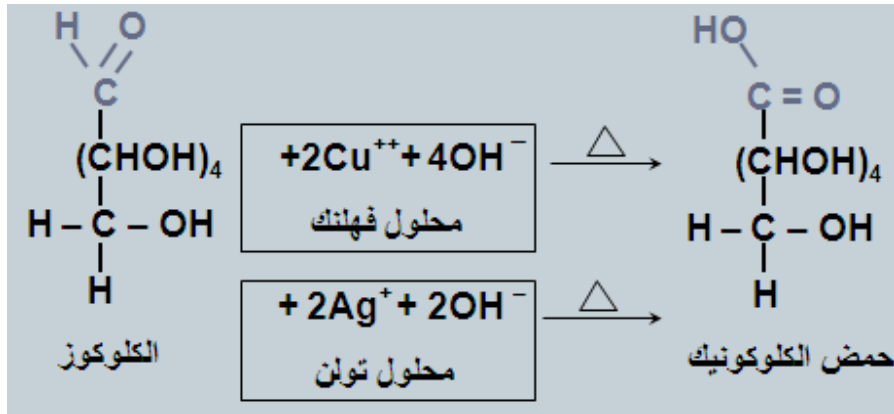 H O
C
(CHOH)₄
H – C – OH
H
الكلوكوز
+2Cu⁺⁺+ 4OH⁻
محلول فهلنك
△
+ 2Ag⁺+ 2OH⁻
محلول تولن
△
HO
C = O
(CHOH)₄
H – C – OH
H
حمض الكلوكونيك